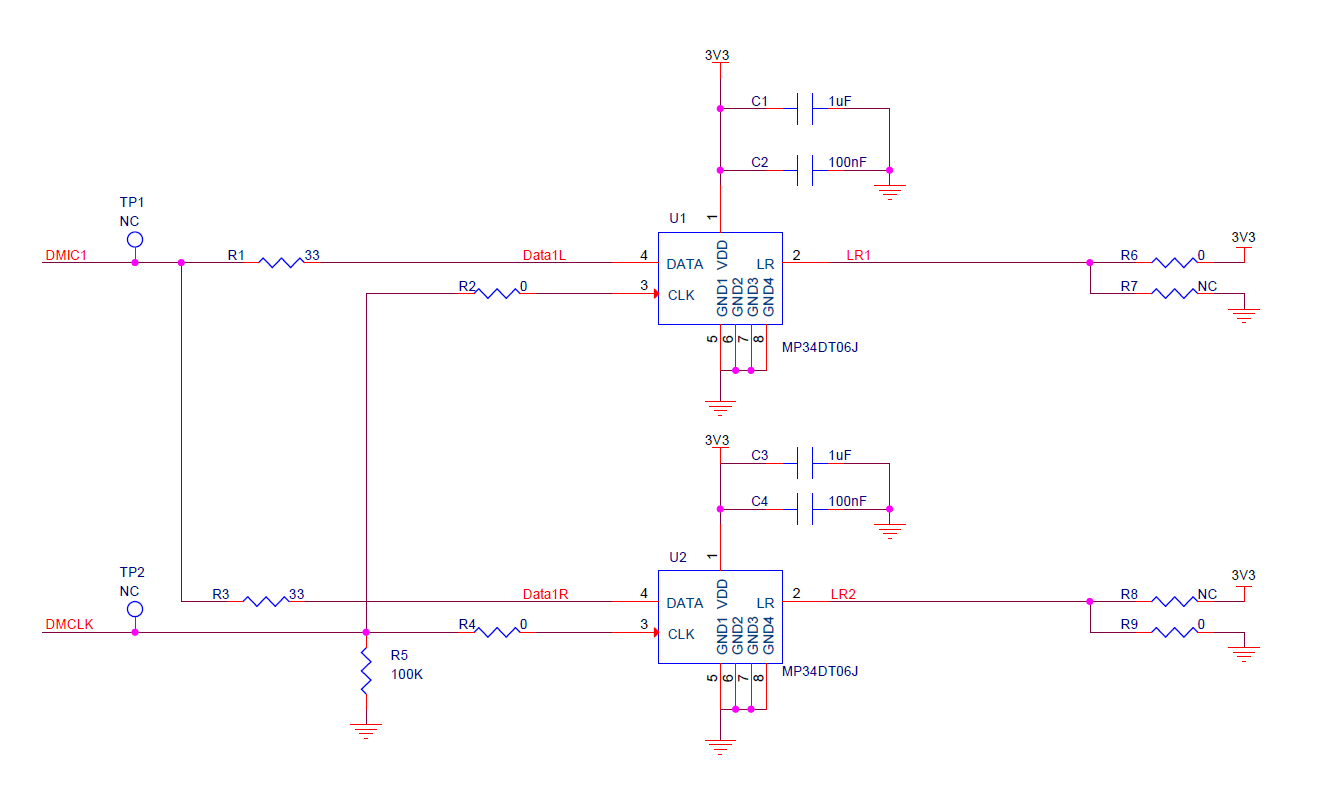 3V3
C1 1uF
C2 100nF
TP1
NC
U1
1
DMIC1 R1 33 Data1L 4 DATA VDD LR 2 LR1 R6 0 3V3
R2 0 3 CLK GND1 GND2 GND3 GND4 R7 NC
5 6 7 8
MP34DT06J
3V3
C3 1uF
C4 100nF
U2
1
TP2
NC
R3 33 Data1R 4 DATA VDD LR 2 LR2 R8 NC 3V3
DMCLK R4 0 3 CLK GND1 GND2 GND3 GND4 R9 0
R5
100K
5 6 7 8
MP34DT06J